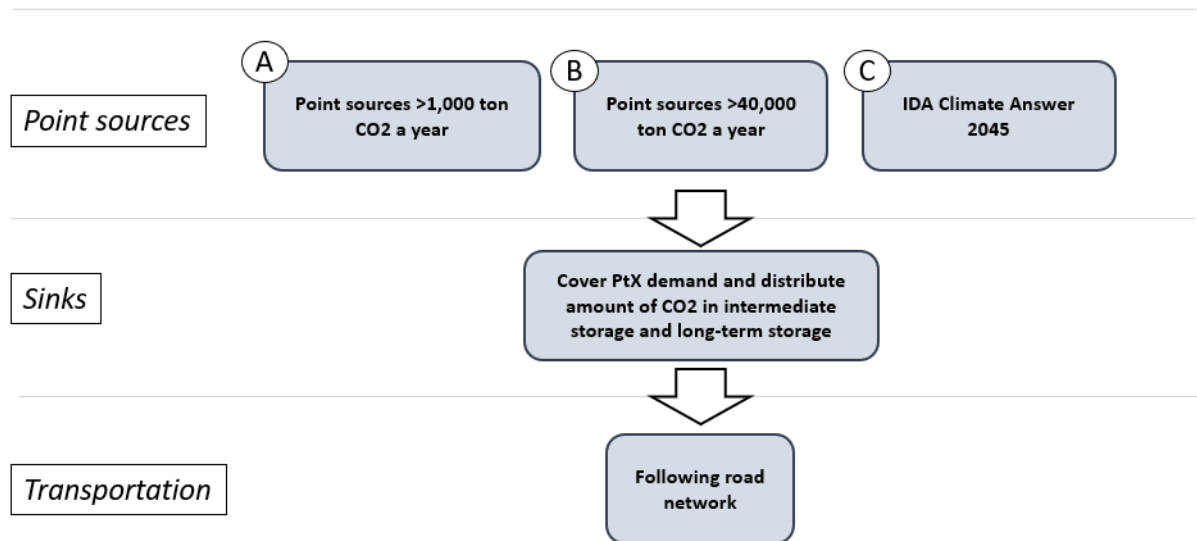 A
B
C
Point sources
Point sources >1,000 ton
CO2 a year
Point sources >40,000
ton CO2 a year
IDA Climate Answer
2045
Sinks
Cover PtX demand and distribute
amount of CO2 in intermediate
storage and long-term storage
Transportation
Following road
network